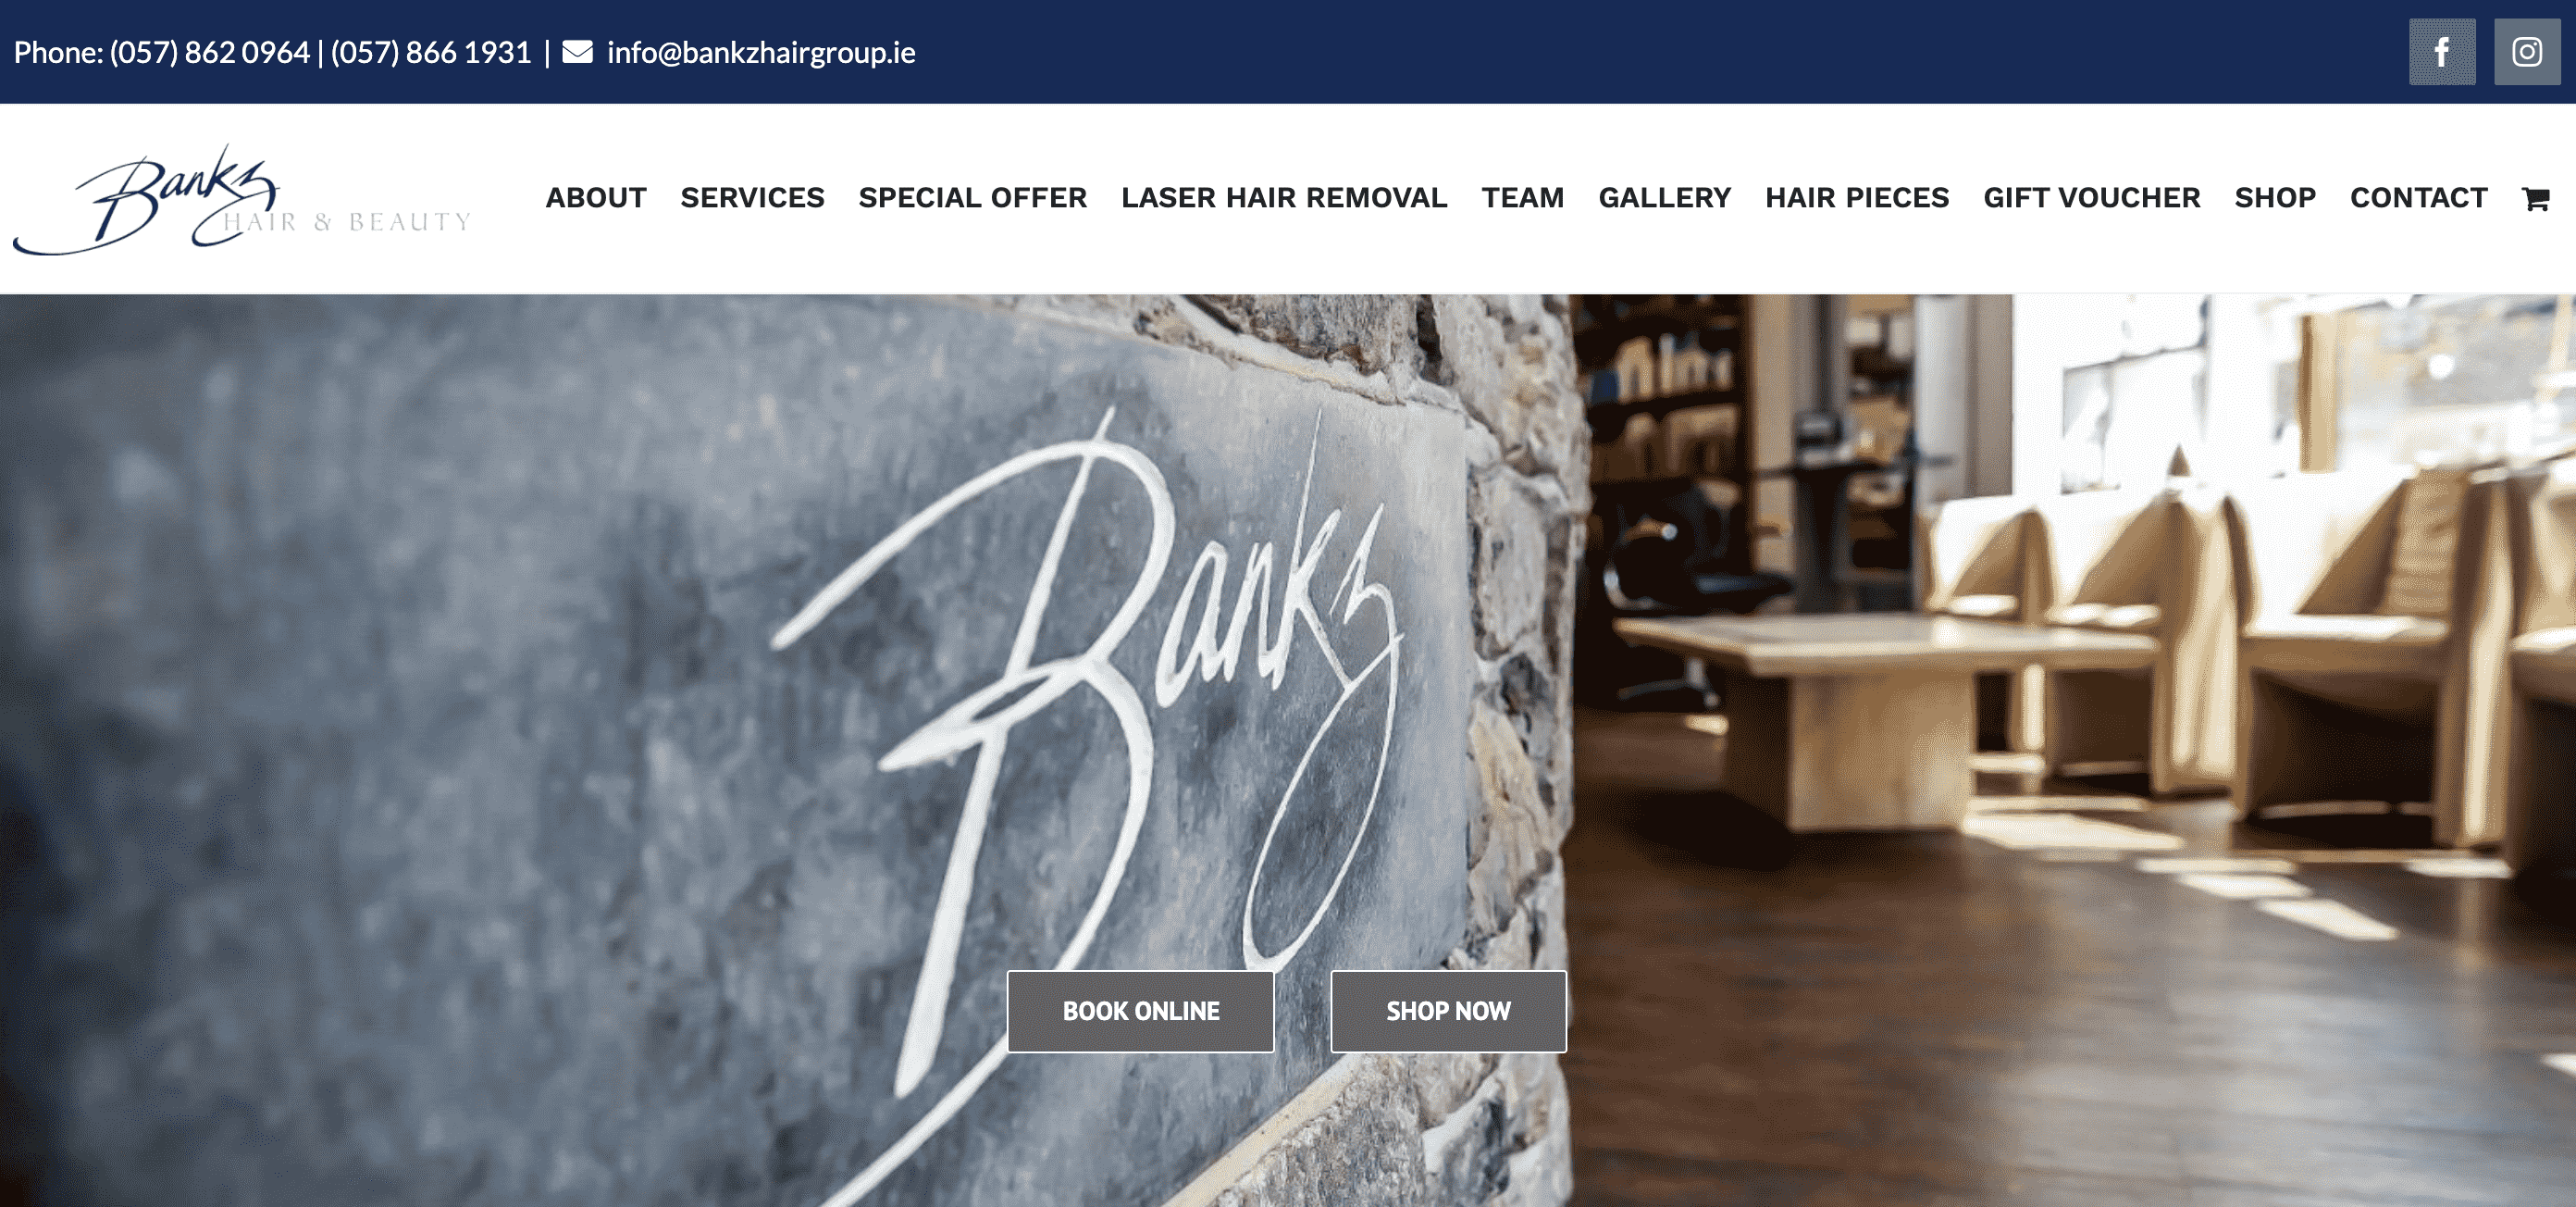 Phone: (057) 862 0964 | (057) 866 1931 | info@bankzhairgroup.ie
Bankz
HAIR & BEAUTY
ABOUT SERVICES SPECIAL OFFER LASER HAIR REMOVAL TEAM GALLERY HAIR PIECES GIFT VOUCHER SHOP CONTACT
Bankz
BOOK ONLINE SHOP NOW